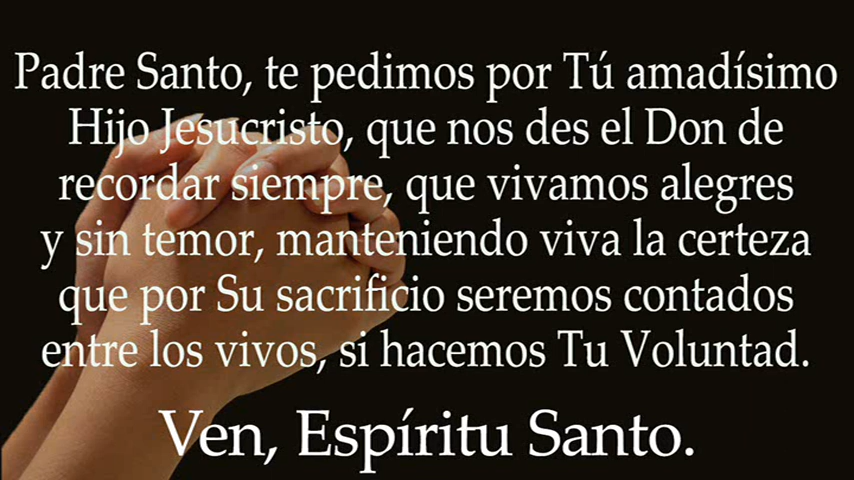 Padre Santo, te pedimos por Tú amadísimo
Hijo Jesucristo, que nos des el Don de
recordar siempre, que vivamos alegres
y sin temor, manteniendo viva la certeza
que por Su sacrificio seremos contados
entre los vivos, si hacemos Tu Voluntad.
Ven, Espíritu Santo.